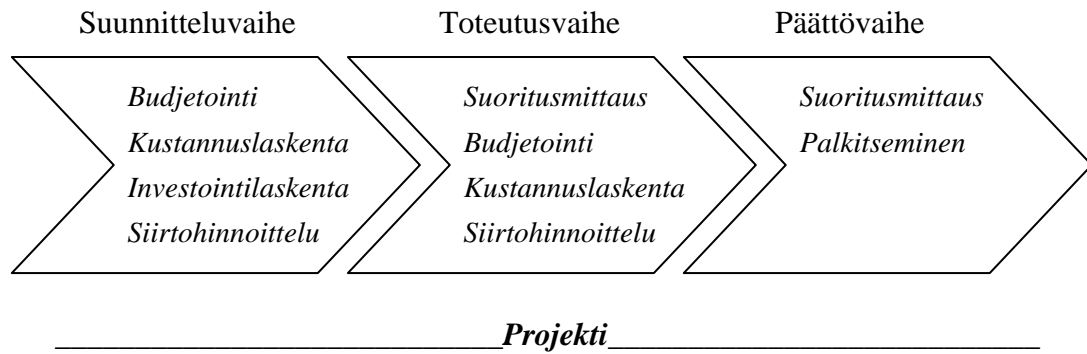 Suunnitteluvaihe
Budjetointi
Kustannuslaskenta
Investointilaskenta
Siirtohinnoittelu
Toteutusvaihe
Suoritusmittaus
Budjetointi
Kustannuslaskenta
Siirtohinnoittelu
Päättövaihe
Suoritusmittaus
Palkitseminen
Projekti